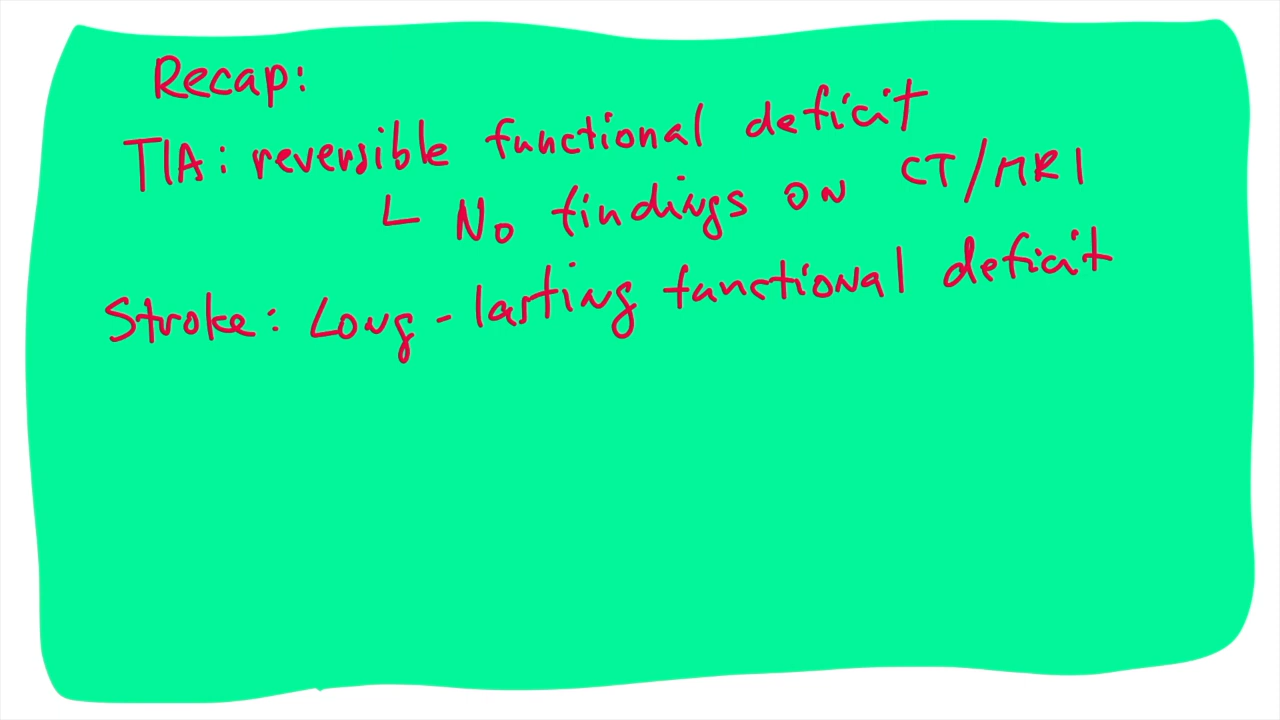 Recap:
TIA: reversible functional deficit
No findings on CT/MRI
Stroke: Long-lasting functional deficit